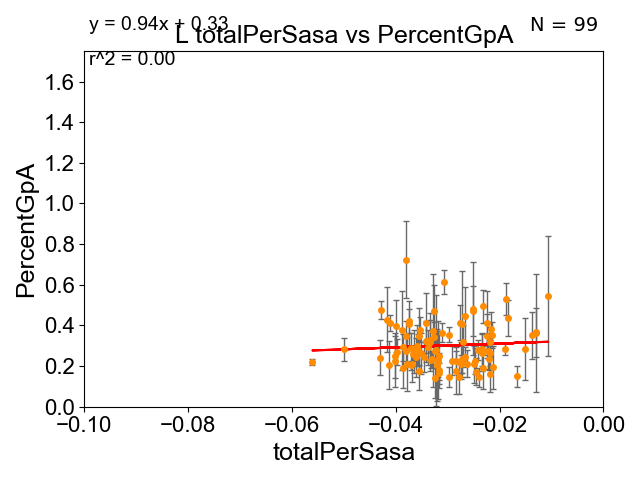 y = 0.94x + 0.33
N = 99
L totalPerSasa vs PercentGpA
r^2 = 0.00
PercentGpA
1.6
1.4
1.2
1.0
0.8
0.6
0.4
0.2
0.0
−0.10
−0.08
−0.06
−0.04
−0.02
0.00
totalPerSasa